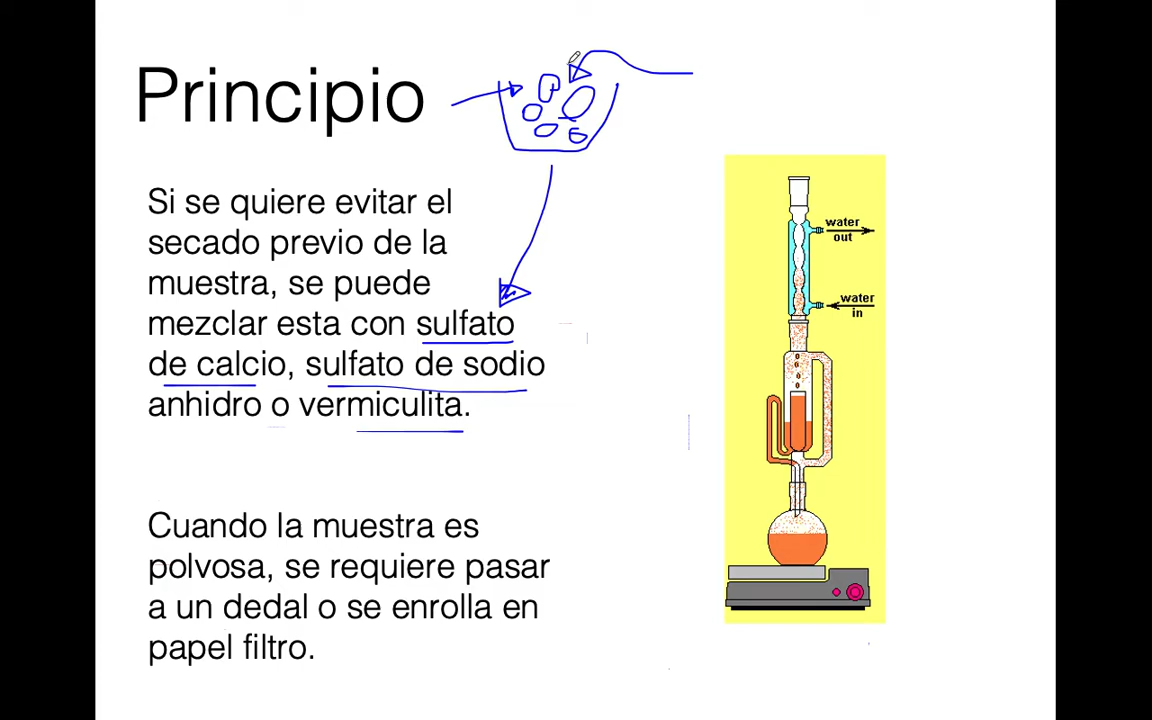 Principio
Si se quiere evitar el
secado previo de la
muestra, se puede
mezclar esta con sulfato
de calcio, sulfato de sodio
anhidro o vermiculita.
Cuando la muestra es
polvosa, se requiere pasar
a un dedal o se enrolla en
papel filtro.
water
out
water
in